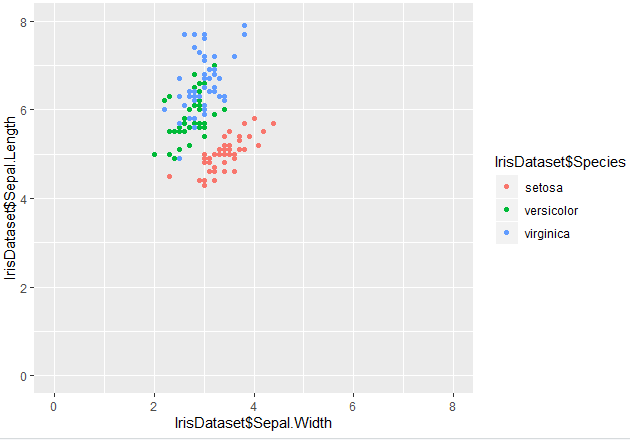 8
6
4
2
0
IrisDataset$Sepal.Length
0
2
4
6
8
IrisDataset$Sepal.Width
IrisDataset$Species
setosa
versicolor
virginica